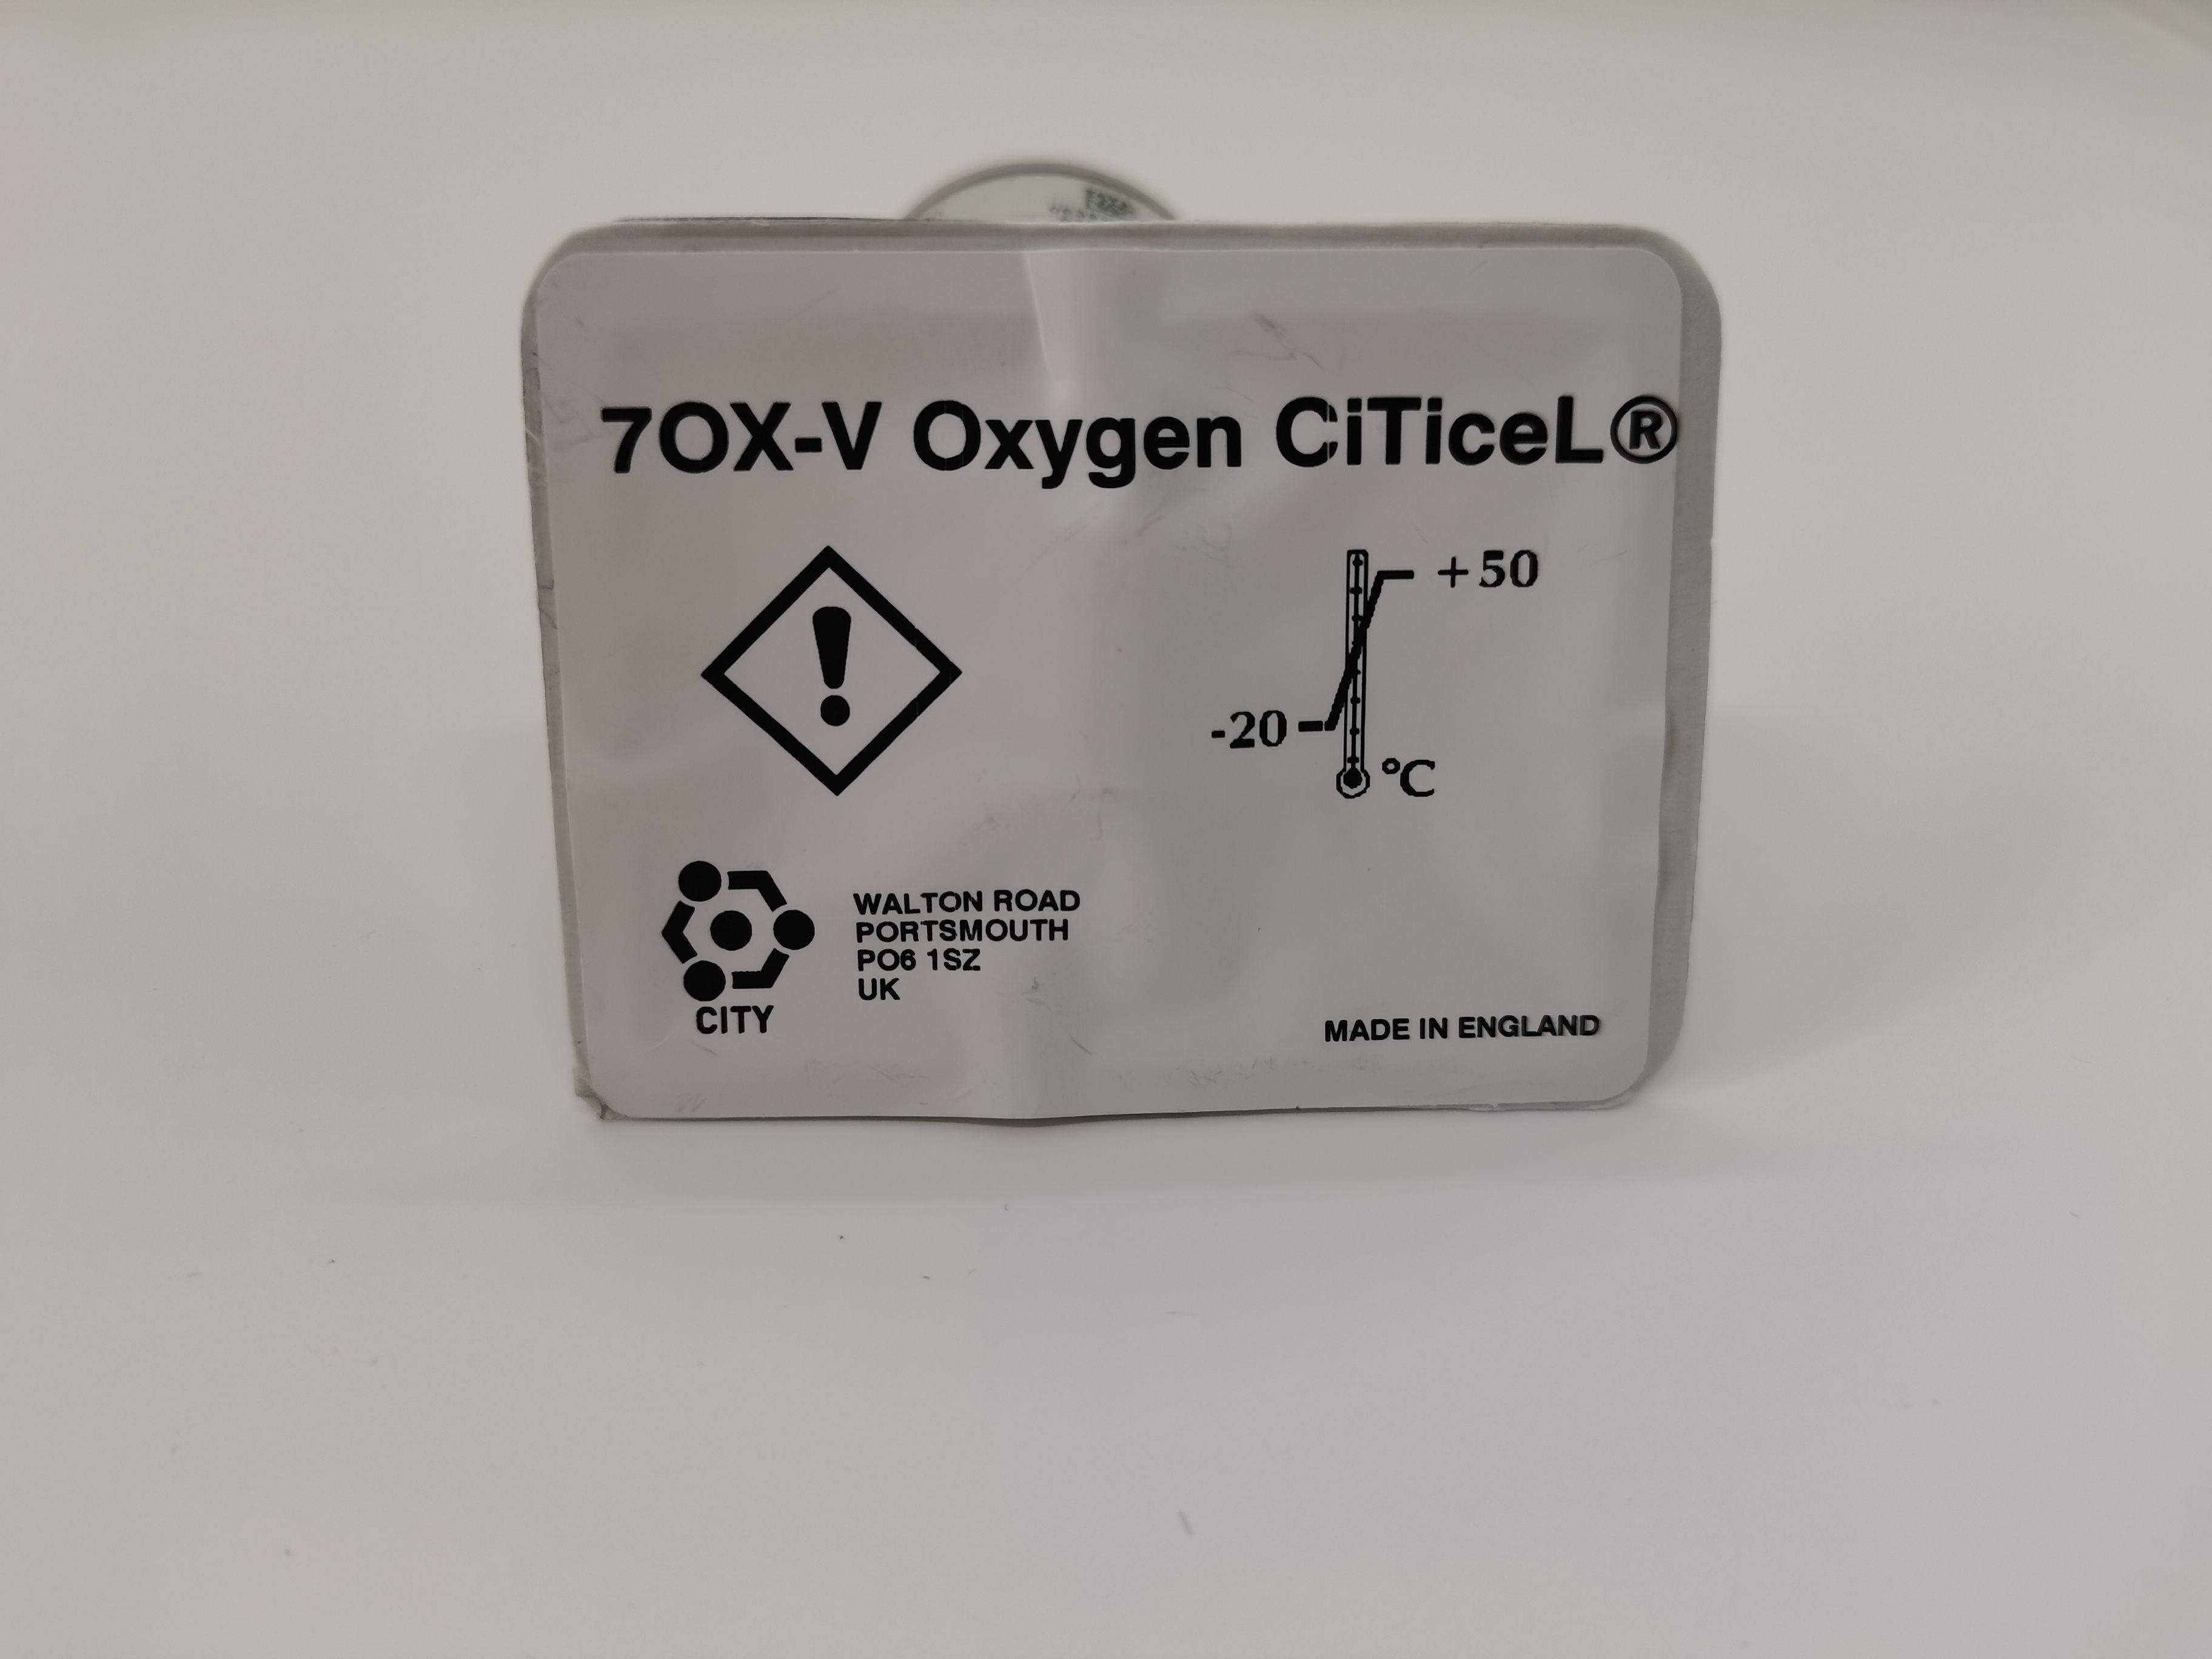 7OX-V Oxygen CiTiceL®
+50
-20
°C
WALTON ROAD
PORTSMOUTH
PO6 1SZ
UK
CITY
MADE IN ENGLAND